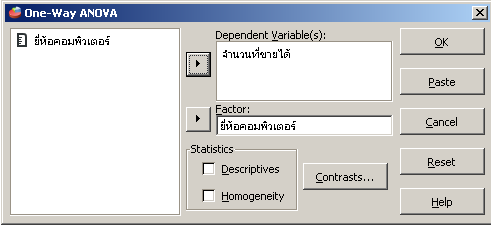 One-Way ANOVA
ยี่ห้อคอมพิวเตอร์
Dependent Variable(s):
จำนวนที่ขายได้
Factor:
ยี่ห้อคอมพิวเตอร์
Statistics
Descriptives
Homogeneity
Contrasts...
OK
Paste
Cancel
Reset
Help